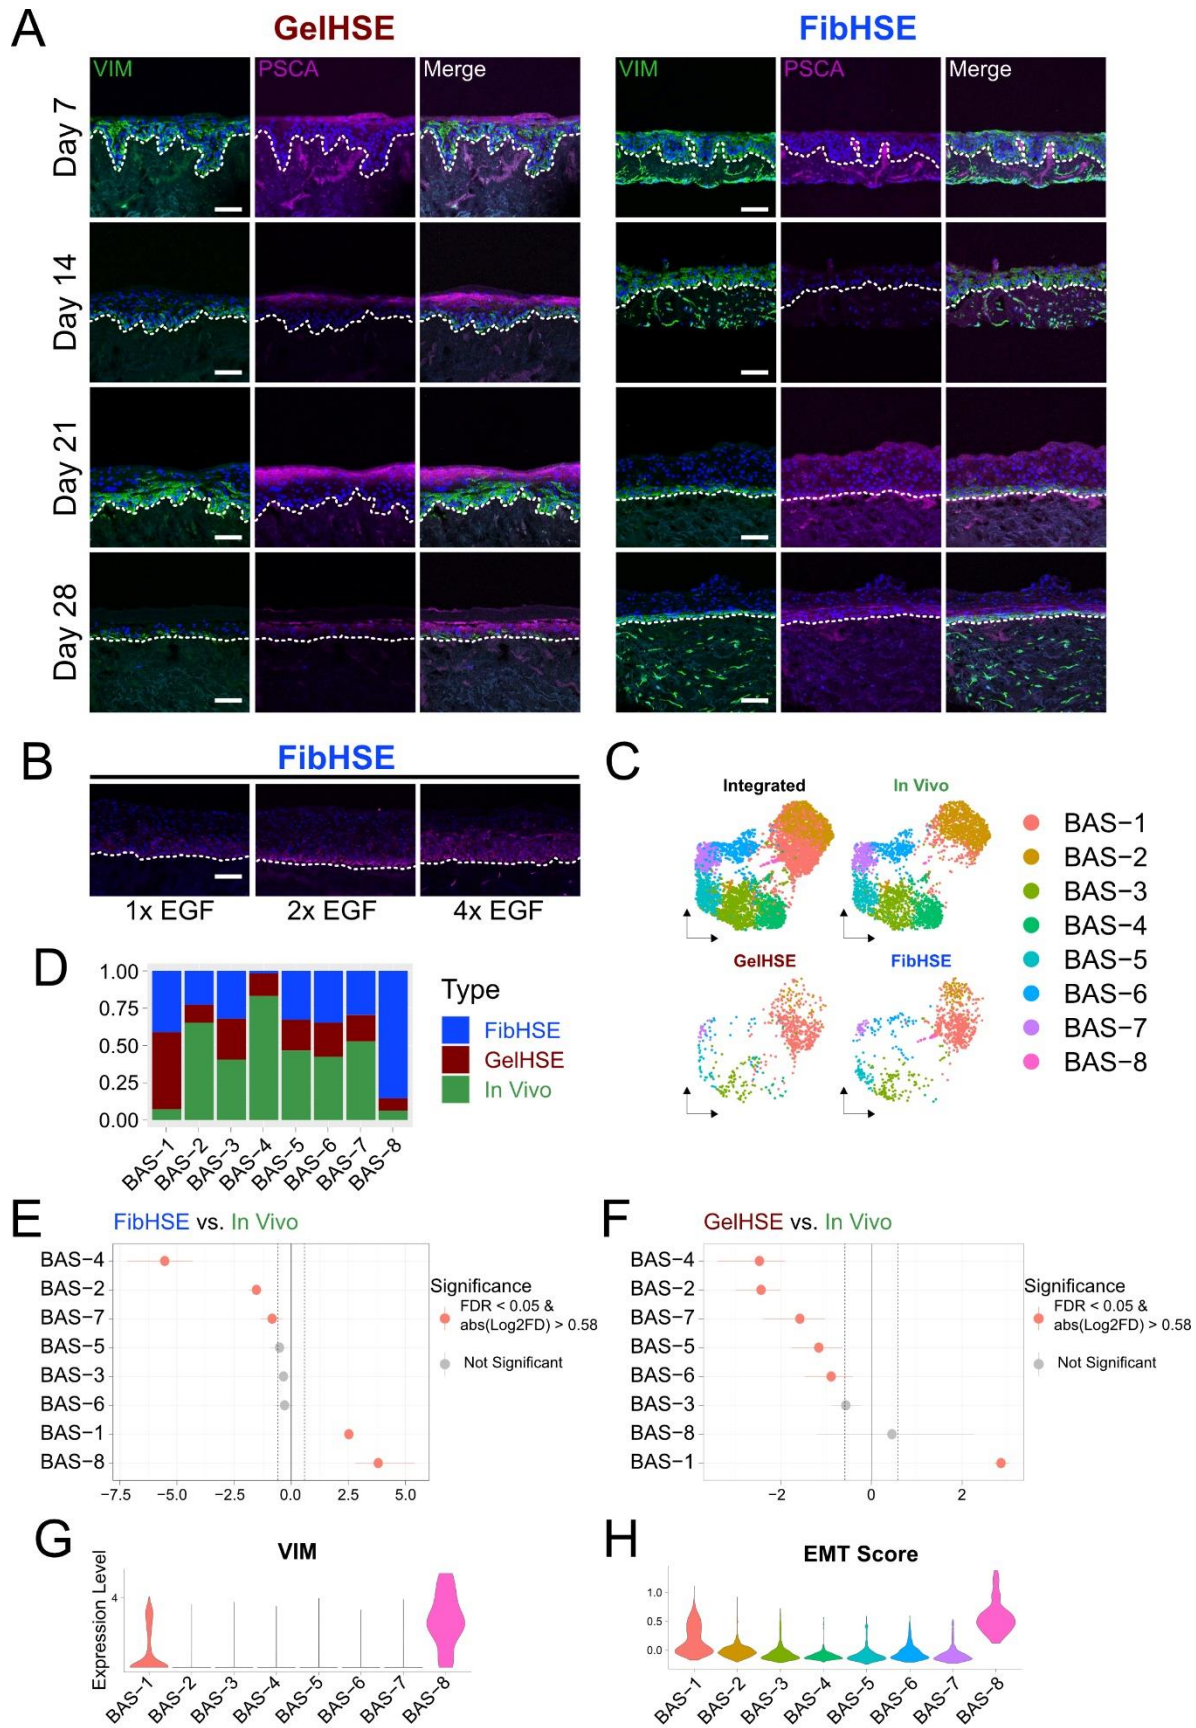 A
GelHSE
FibHSE
VIM
PSCA
Merge
VIM
PSCA
Merge
Day 7
Day 14
Day 21
Day 28
B
FibHSE
1x EGF
2x EGF
4x EGF
C
Integrated
In Vivo
GelHSE
FibHSE
BAS−1
BAS−2
BAS−3
BAS−4
BAS−5
BAS−6
BAS−7
BAS−8
D
1.00
0.75
0.50
0.25
0.00
BAS−1
BAS−2
BAS−3
BAS−4
BAS−5
BAS−6
BAS−7
BAS−8
Type
FibHSE
GelHSE
In Vivo
E
FibHSE vs. In Vivo
BAS−4
BAS−2
BAS−7
BAS−5
BAS−3
BAS−6
BAS−1
BAS−8
−7.5
−5.0
−2.5
0.0
2.5
5.0
Significance
FDR < 0.05 &
abs(Log2FD) > 0.58
Not Significant
F
GelHSE vs. In Vivo
BAS−4
BAS−2
BAS−7
BAS−5
BAS−6
BAS−3
BAS−8
BAS−1
−2
0
2
Significance
FDR < 0.05 &
abs(Log2FD) > 0.58
Not Significant
G
VIM
Expression Level
4
BAS−1
BAS−2
BAS−3
BAS−4
BAS−5
BAS−6
BAS−7
BAS−8
H
EMT Score
1.0
0.5
0.0
BAS−1
BAS−2
BAS−3
BAS−4
BAS−5
BAS−6
BAS−7
BAS−8